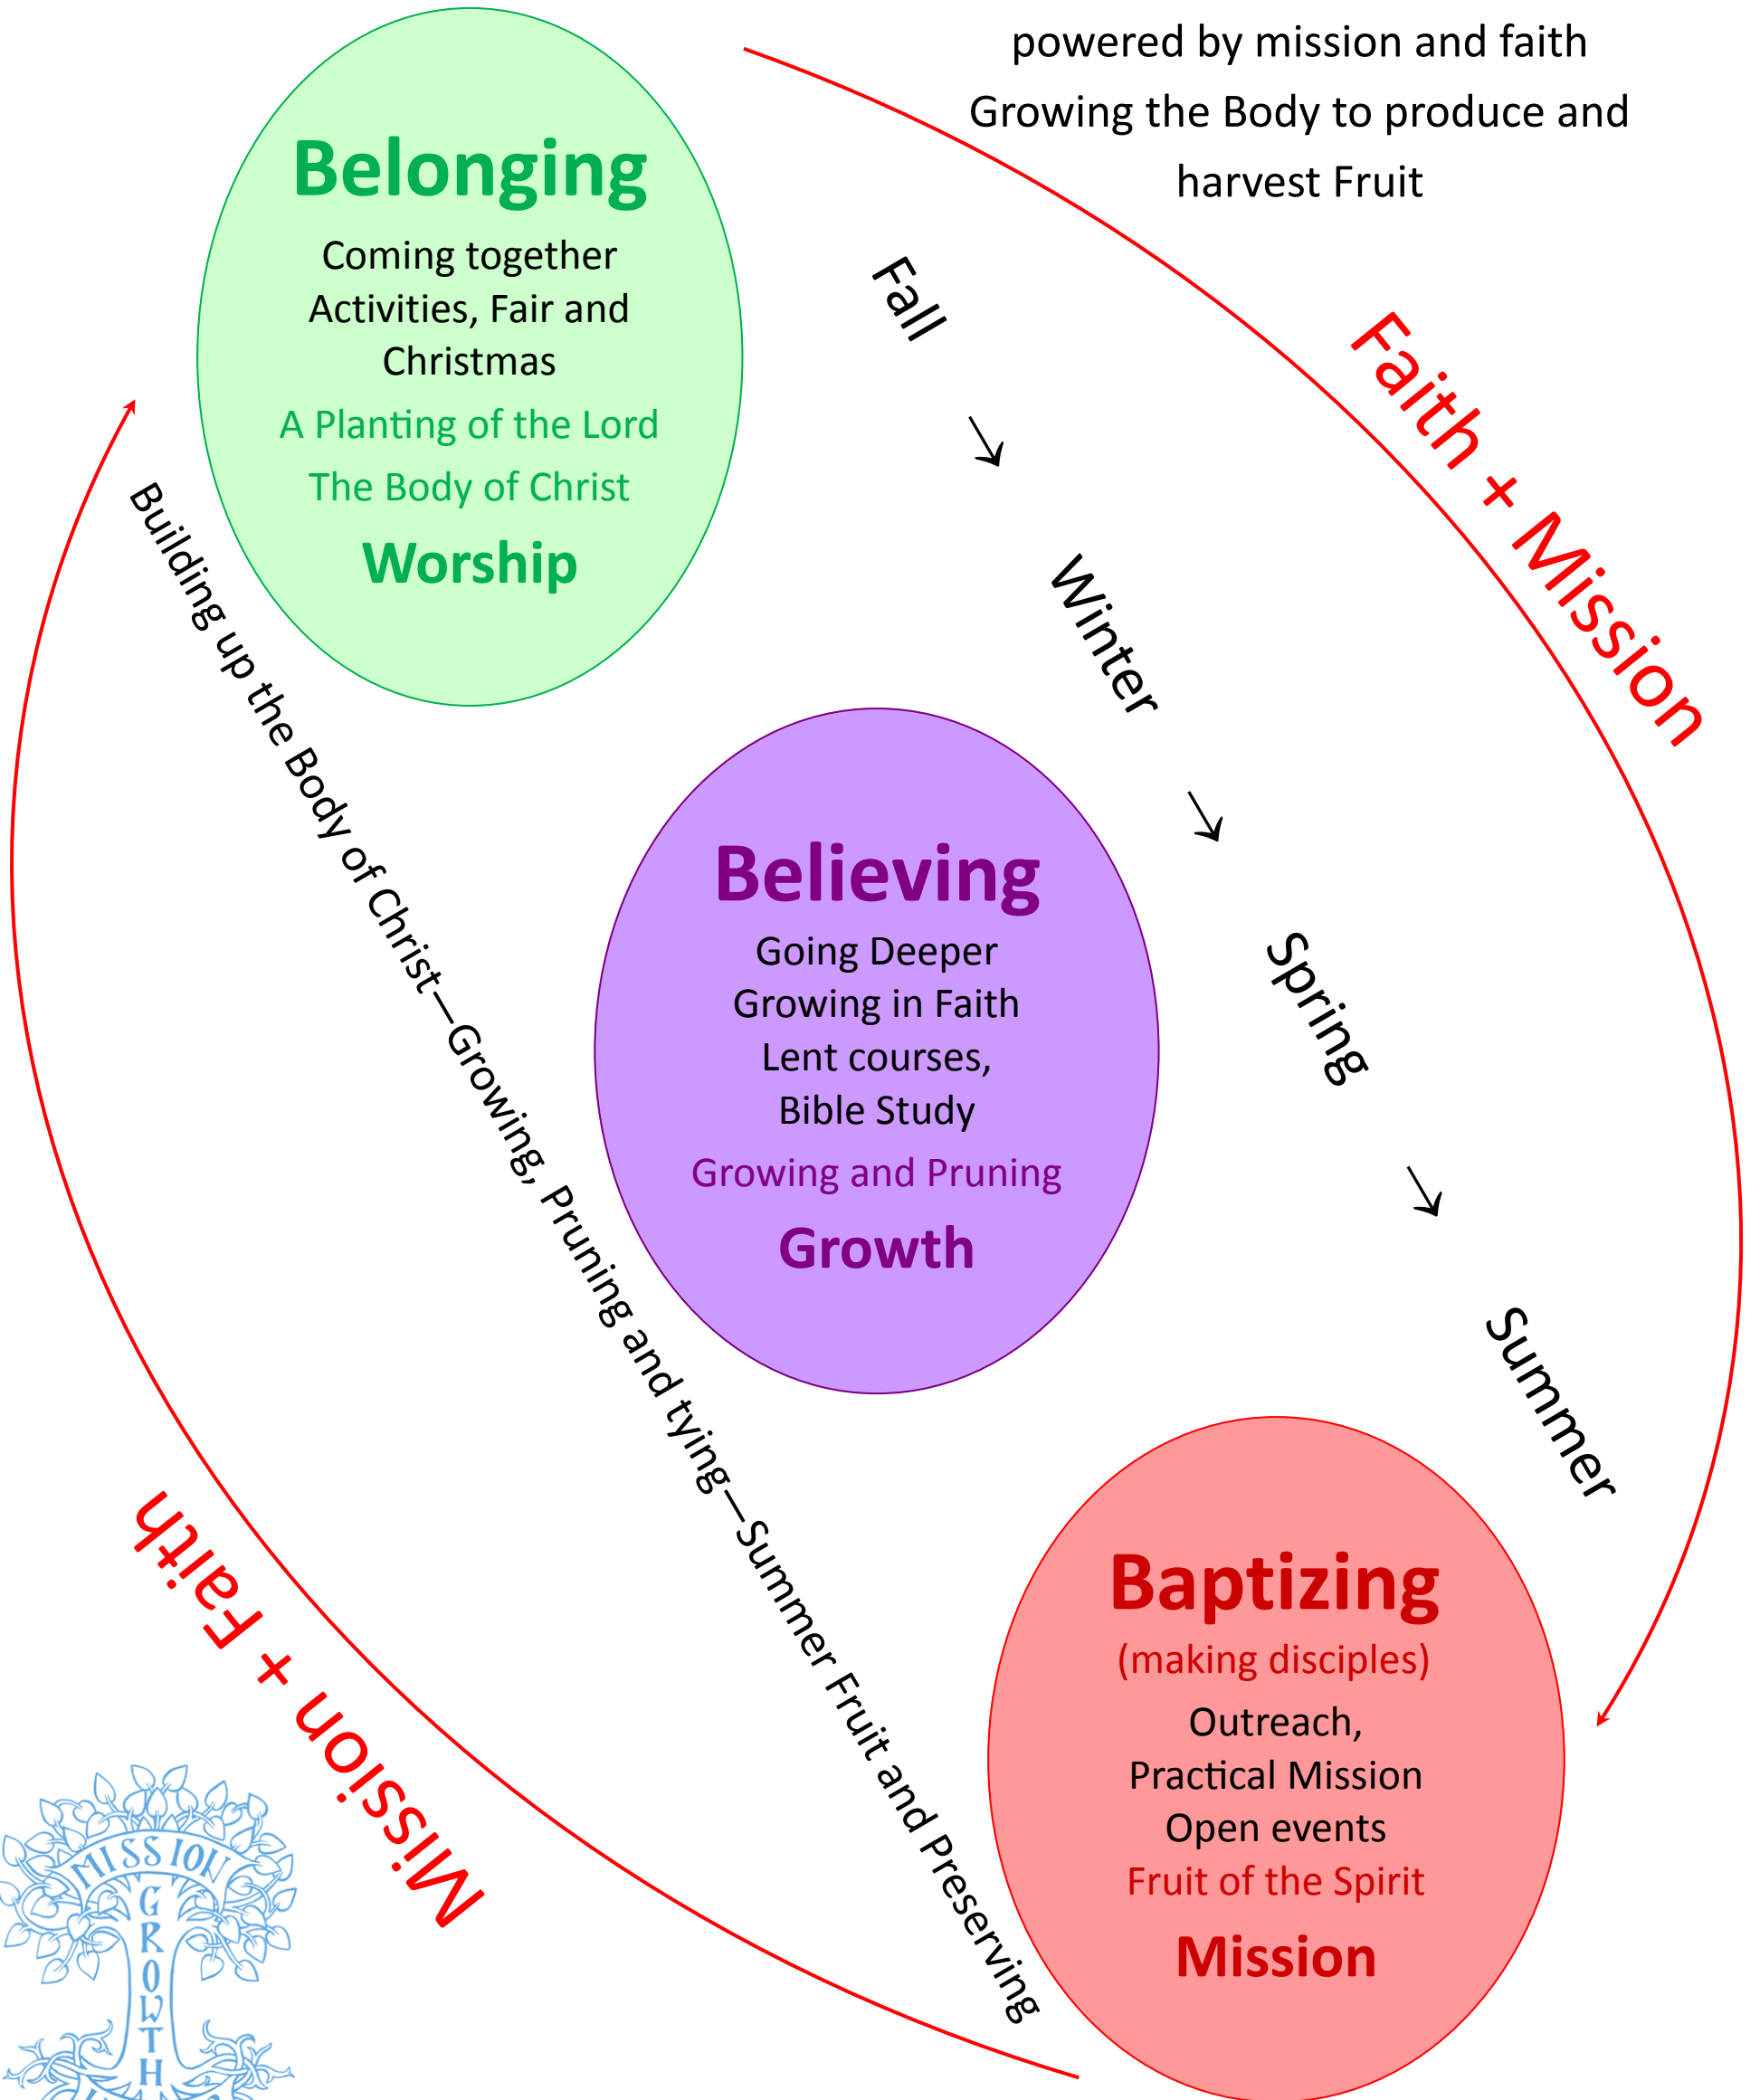 powered by mission and faith
Growing the Body to produce and
harvest Fruit
Belonging
Coming together
Activities, Fair and
Christmas
A Planting of the Lord
The Body of Christ
Worship
Fall → Winter → Spring → Summer
Faith + Mission
Building up the Body of Christ—Growing, Pruning and tying—Summer Fruit and Preserving
Believing
Going Deeper
Growing in Faith
Lent courses,
Bible Study
Growing and Pruning
Growth
Baptizing
(making disciples)
Outreach,
Practical Mission
Open events
Fruit of the Spirit
Mission
Mission + Faith
MISSION
GROWTH